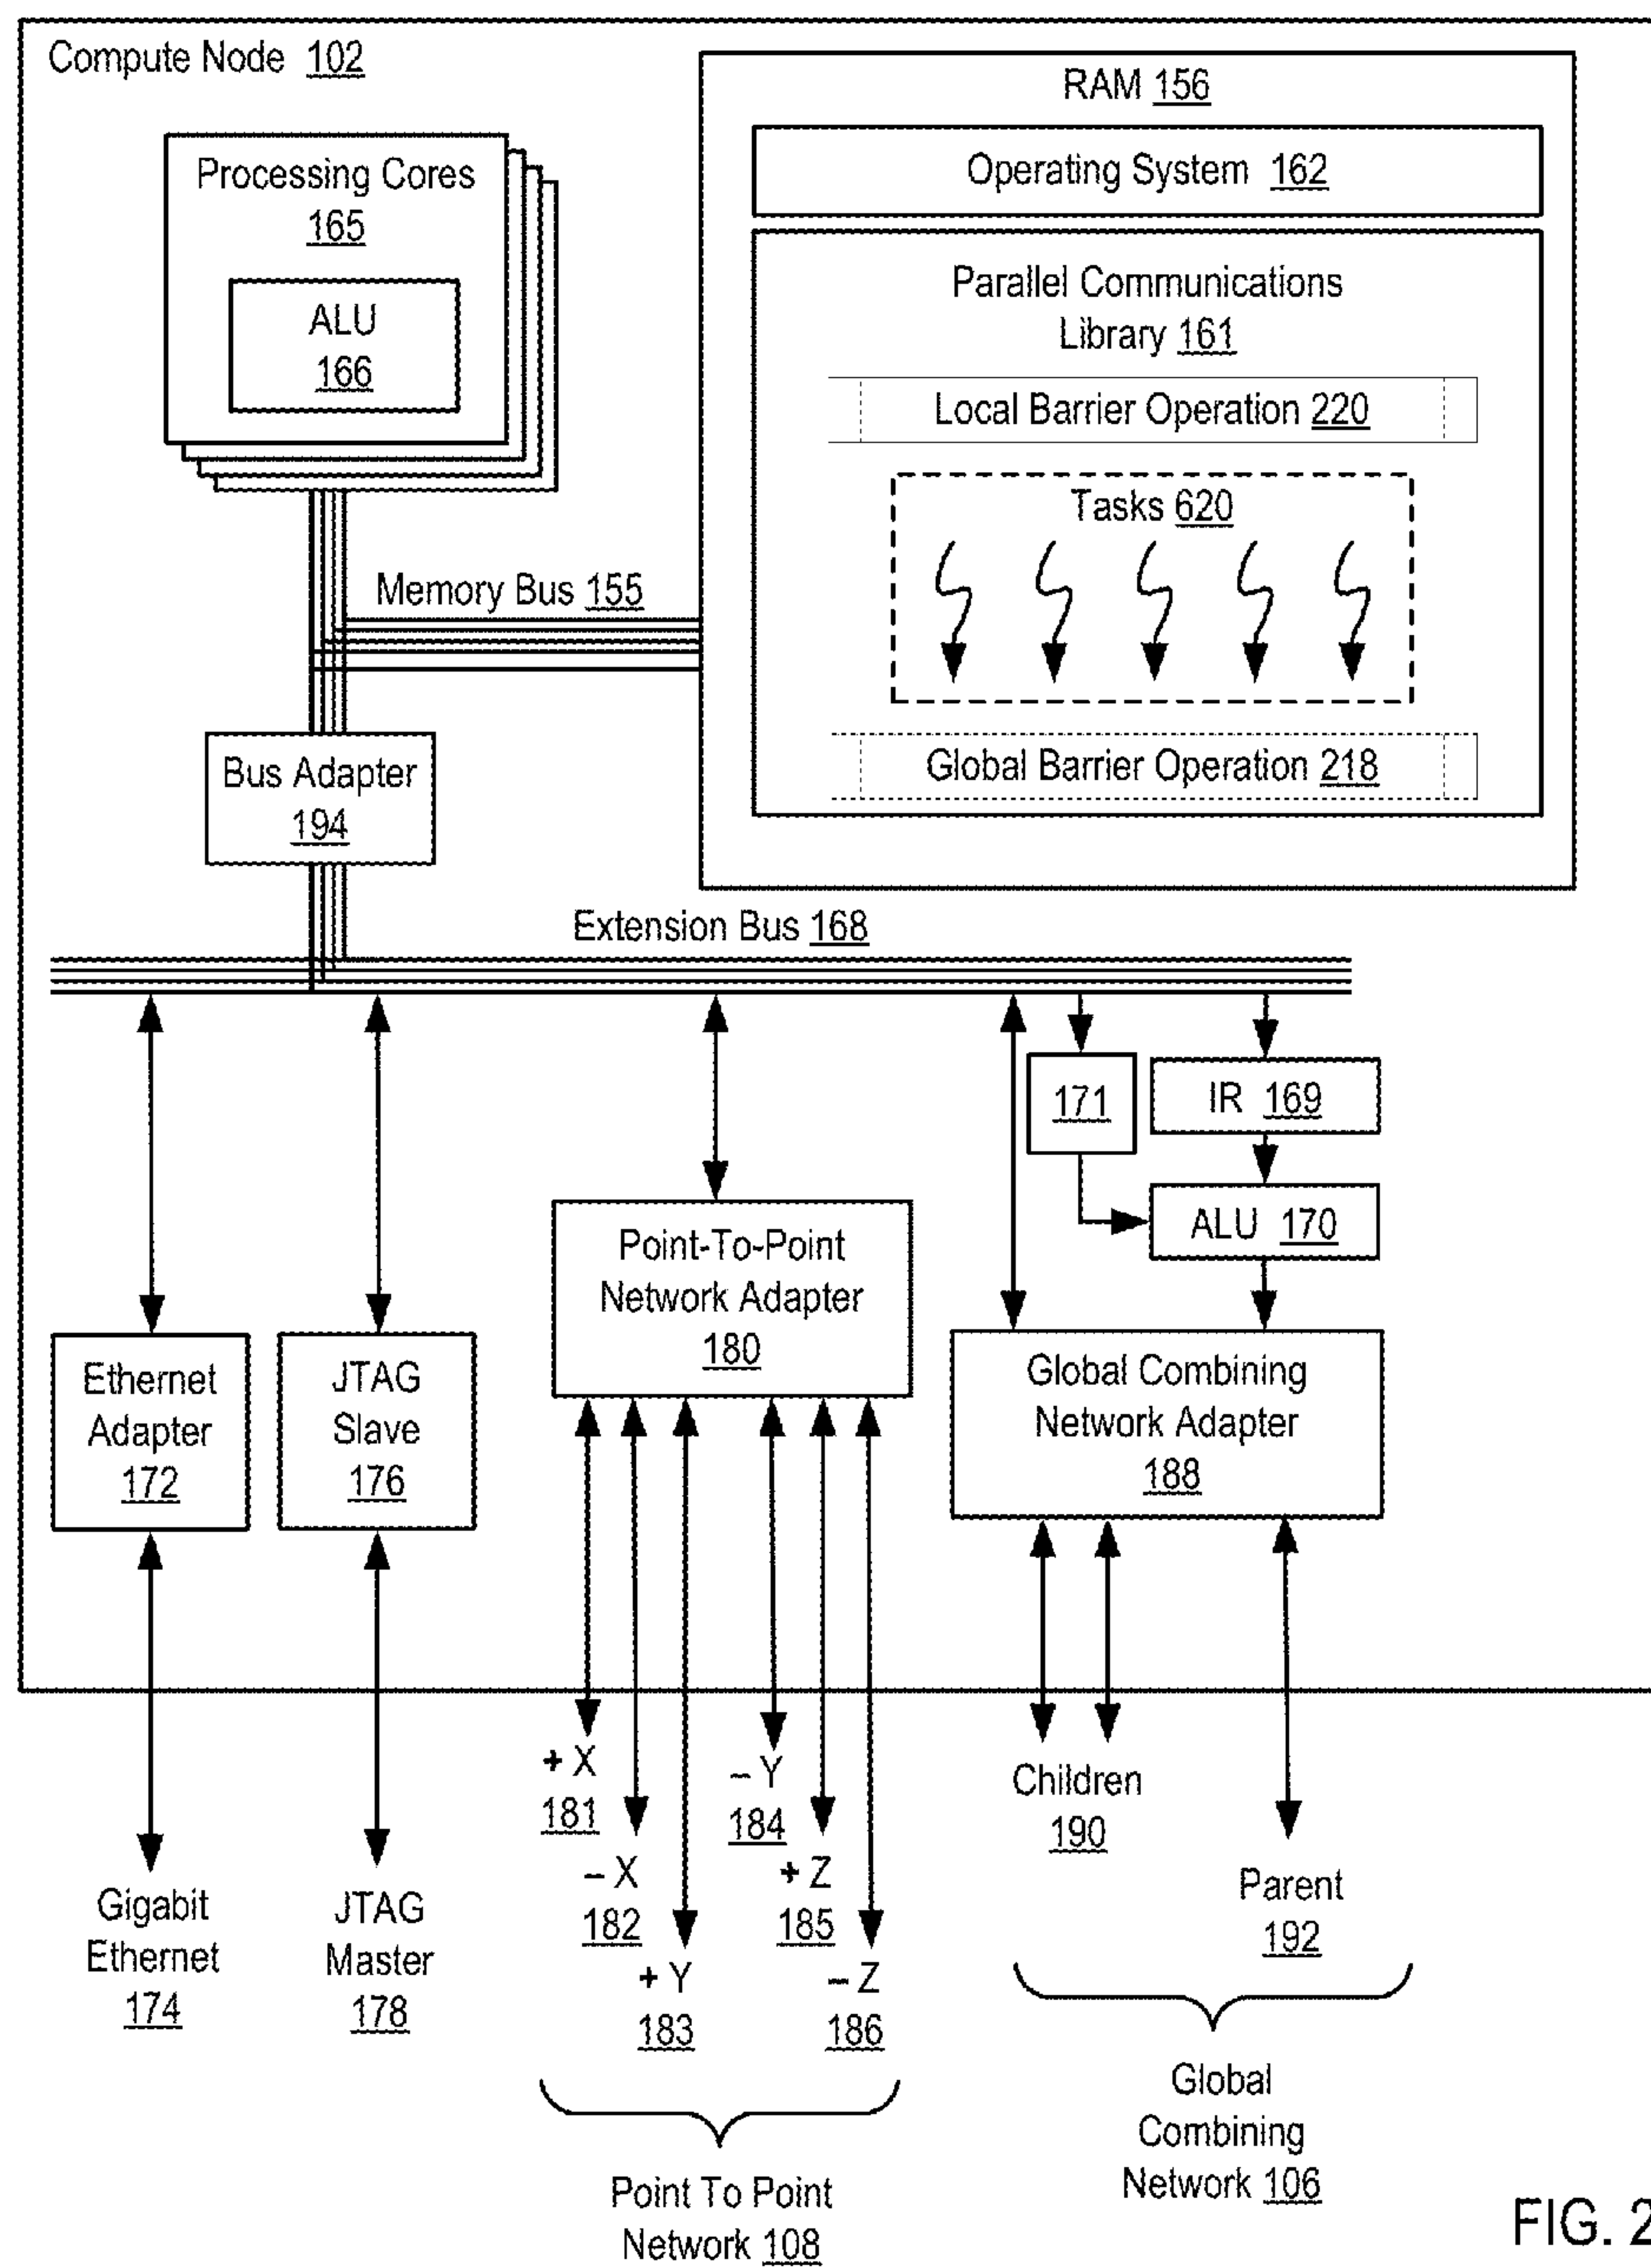 Compute Node 102
RAM 156
Operating System 162
Processing Cores
165
ALU
166
Parallel Communications
Library 161
Local Barrier Operation 220
Tasks 620
Memory Bus 155
Global Barrier Operation 218
Bus Adapter
194
Extension Bus 168
171
IR 169
ALU 170
Point-To-Point
Network Adapter
180
Ethernet
Adapter
172
JTAG
Slave
176
Global Combining
Network Adapter
188
+ X
181
– X
182
+ Y
183
– Y
184
+ Z
185
– Z
186
Children
190
Parent
192
Gigabit
Ethernet
174
JTAG
Master
178
Point To Point
Network 108
Global
Combining
Network 106
FIG. 2